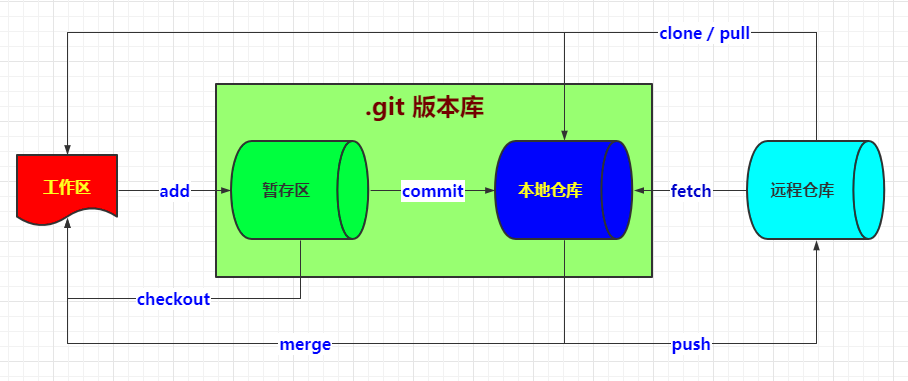 clone / pull
.git 版本库
工作区
add
暂存区
commit
本地仓库
fetch
远程仓库
checkout
merge
push